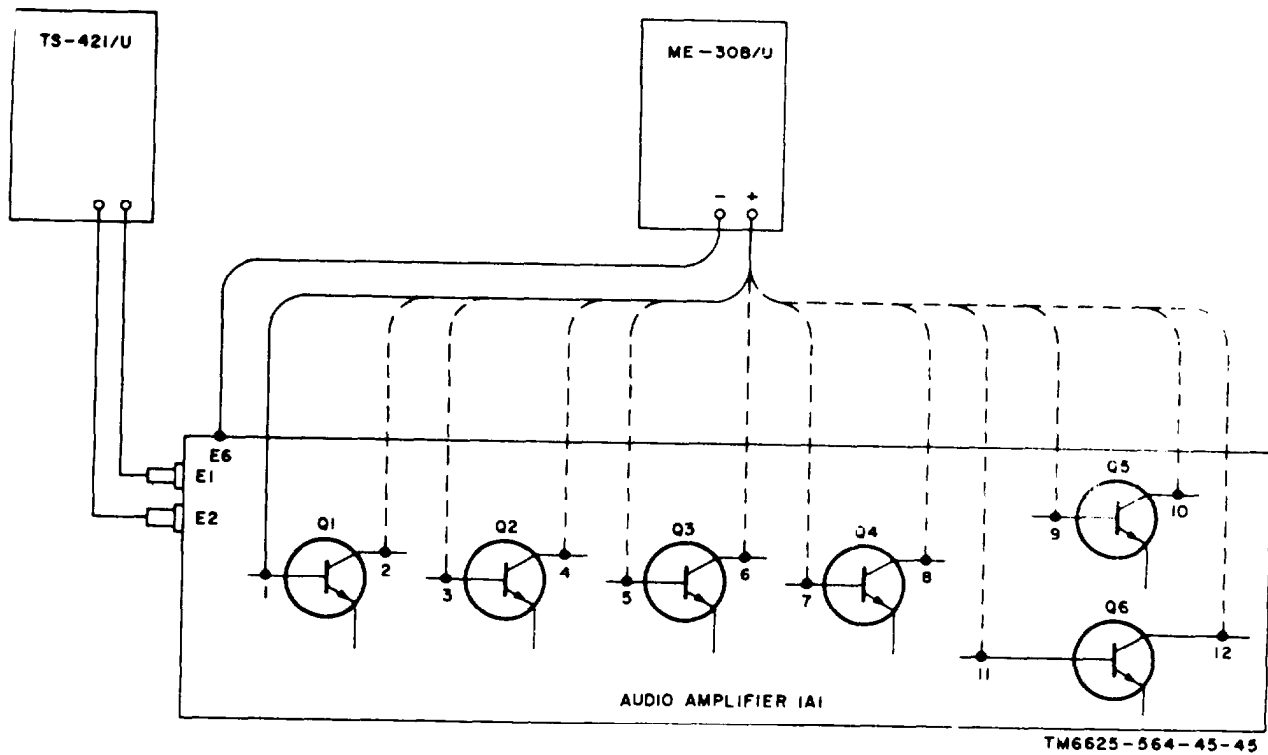 TS-421/U
ME-30B/U
- +
E6
E1
E2
Q1
Q2
Q3
Q4
Q5
Q6
1
2
3
4
5
6
7
8
9
10
11
12
AUDIO AMPLIFIER 1A1
TM6625-564-45-45